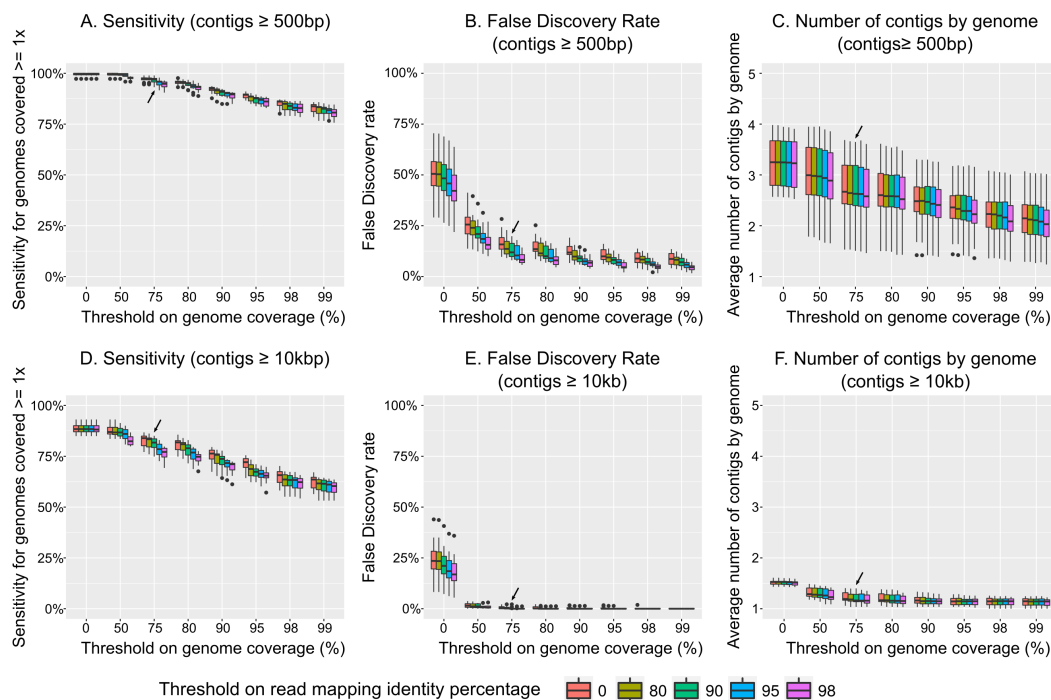 A. Sensitivity (contigs ≥ 500bp)
Sensitivity for genomes covered >= 1x
100%
75%
50%
25%
0%
0 50 75 80 90 95 98 99
Threshold on genome coverage (%)
B. False Discovery Rate
(contigs ≥ 500bp)
False Discovery rate
100%
75%
50%
25%
0%
0 50 75 80 90 95 98 99
Threshold on genome coverage (%)
C. Number of contigs by genome
(contigs≥ 500bp)
Average number of contigs by genome
5
4
3
2
1
0 50 75 80 90 95 98 99
Threshold on genome coverage (%)
D. Sensitivity (contigs ≥ 10kbp)
Sensitivity for genomes covered >= 1x
100%
75%
50%
25%
0%
0 50 75 80 90 95 98 99
Threshold on genome coverage (%)
E. False Discovery Rate
(contigs ≥ 10kb)
False Discovery rate
100%
75%
50%
25%
0%
0 50 75 80 90 95 98 99
Threshold on genome coverage (%)
F. Number of contigs by genome
(contigs ≥ 10kb)
Average number of contigs by genome
5
4
3
2
1
0 50 75 80 90 95 98 99
Threshold on genome coverage (%)
Threshold on read mapping identity percentage 0 80 90 95 98